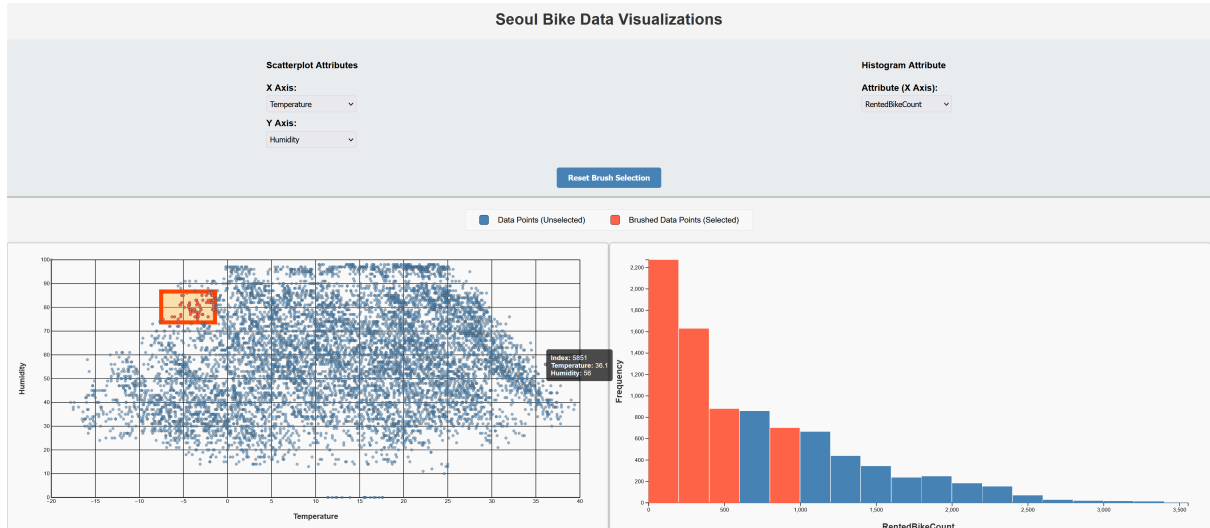 Seoul Bike Data Visualizations
Scatterplot Attributes
X Axis:
Temperature
Y Axis:
Humidity
Histogram Attribute
Attribute (X Axis):
RentedBikeCount
Reset Brush Selection
Data Points (Unselected)
Brushed Data Points (Selected)
100
90
80
70
60
50
40
30
20
10
0
Humidity
−20
−15
−10
−5
0
5
10
15
20
25
30
35
40
Temperature
Index: 5851
Temperature: 36.1
Humidity: 56
2,200
2,000
1,800
1,600
1,400
1,200
1,000
800
600
400
200
0
Frequency
0
500
1,000
1,500
2,000
2,500
3,000
3,500
RentedBikeCount